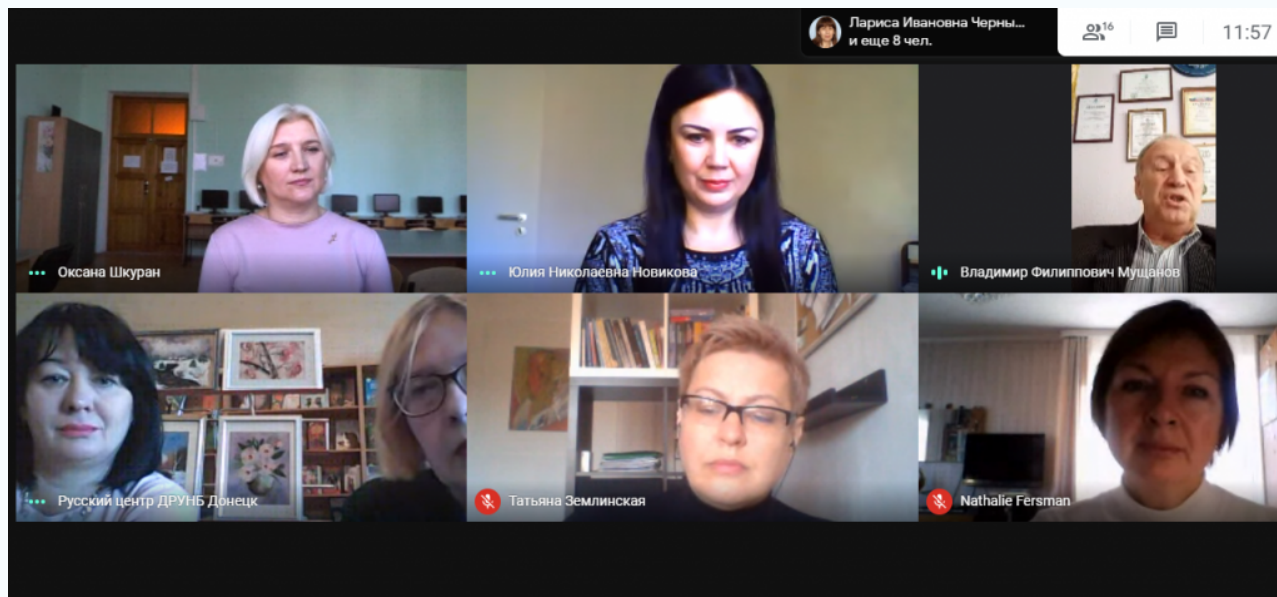 Лариса Ивановна Черны...
и еще 8 чел.
16
11:57
Оксана Шкуран
Юлия Николаевна Новикова
Владимир Филиппович Мущанов
Русский центр ДРУНБ Донецк
Татьяна Землинская
Nathalie Fersman